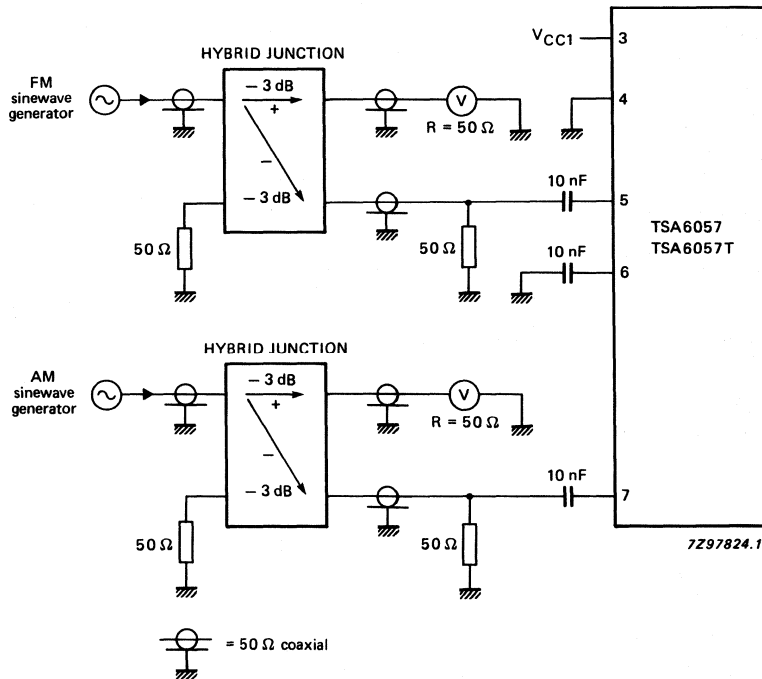 HYBRID JUNCTION
FM
sinewave
generator
− 3 dB
+
−
− 3 dB
50 Ω
V
R = 50 Ω
50 Ω
VCC1
3
4
10 nF
5
10 nF
6
TSA6057
TSA6057T
HYBRID JUNCTION
AM
sinewave
generator
− 3 dB
+
−
− 3 dB
50 Ω
V
R = 50 Ω
50 Ω
10 nF
7
7Z97824.1
= 50 Ω coaxial